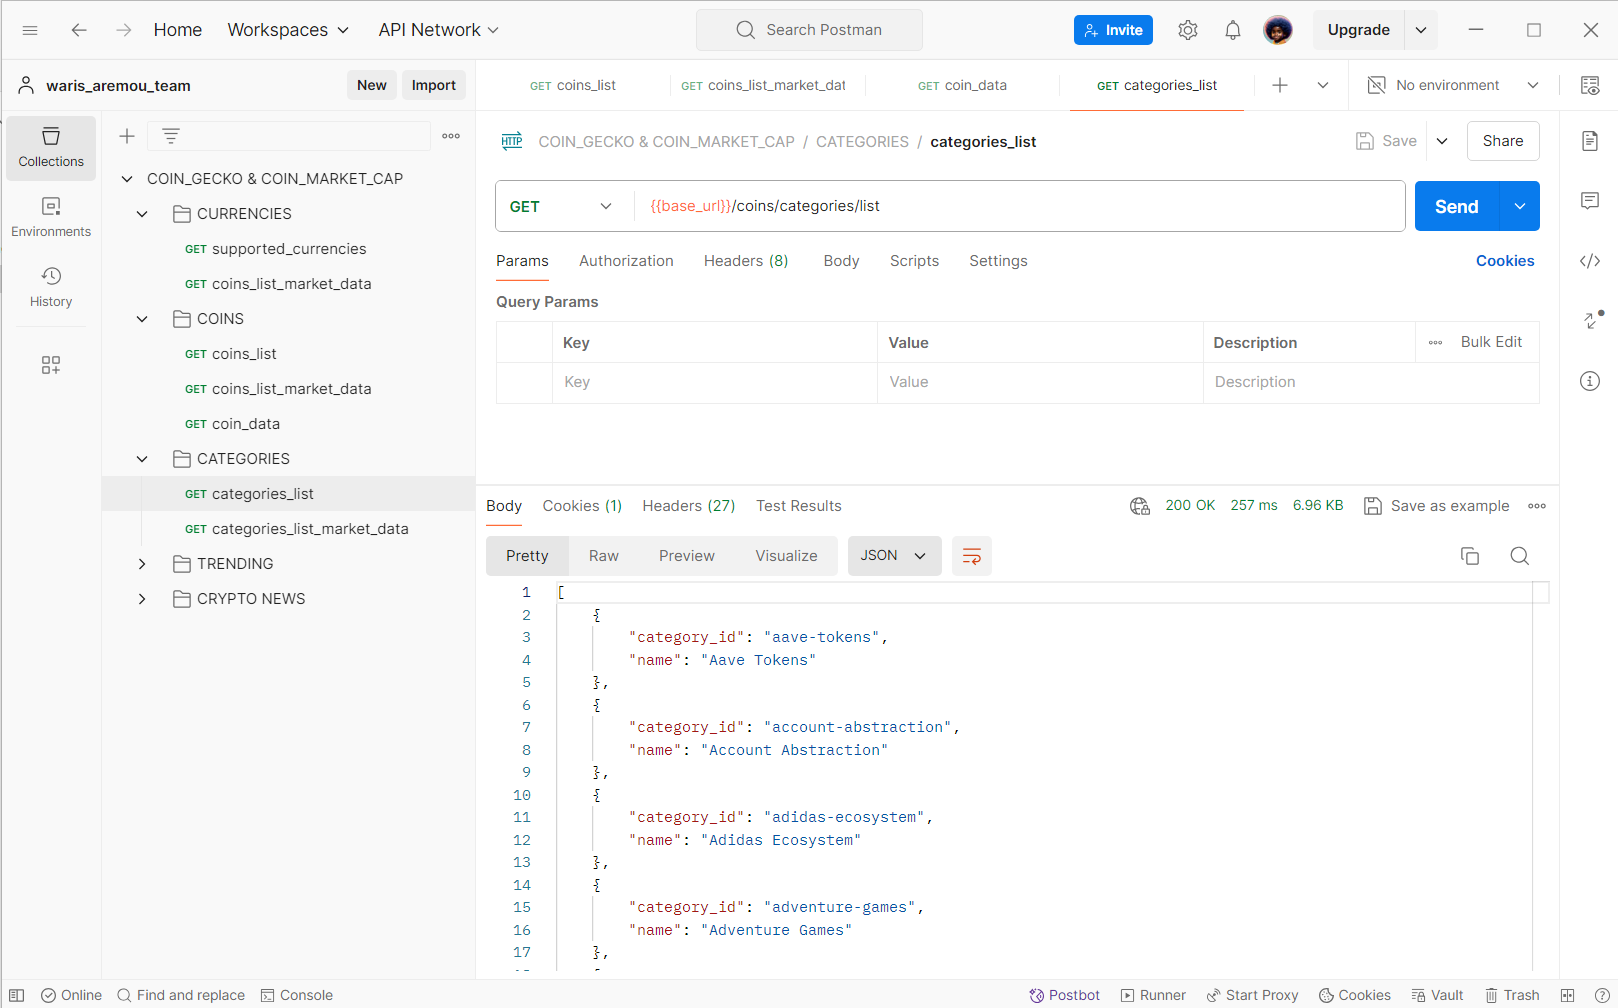 Home Workspaces API Network Search Postman Invite Upgrade
waris_aremou_team New Import GET coins_list GET coins_list_market_dat GET coin_data GET categories_list No environment
Collections
Environments
History
COIN_GECKO & COIN_MARKET_CAP
CURRENCIES
GET supported_currencies
GET coins_list_market_data
COINS
GET coins_list
GET coins_list_market_data
GET coin_data
CATEGORIES
GET categories_list
GET categories_list_market_data
TRENDING
CRYPTO NEWS
HTTP COIN_GECKO & COIN_MARKET_CAP / CATEGORIES / categories_list Save Share
GET {{base_url}}/coins/categories/list Send
Params Authorization Headers (8) Body Scripts Settings Cookies
Query Params
Key Value Description Bulk Edit
Key Value Description
Body Cookies (1) Headers (27) Test Results 200 OK 257 ms 6.96 KB Save as example
Pretty Raw Preview Visualize JSON
1 [
2 {
3 "category_id": "aave-tokens",
4 "name": "Aave Tokens"
5 },
6 {
7 "category_id": "account-abstraction",
8 "name": "Account Abstraction"
9 },
10 {
11 "category_id": "adidas-ecosystem",
12 "name": "Adidas Ecosystem"
13 },
14 {
15 "category_id": "adventure-games",
16 "name": "Adventure Games"
17 },
Online Find and replace Console Postbot Runner Start Proxy Cookies Vault Trash